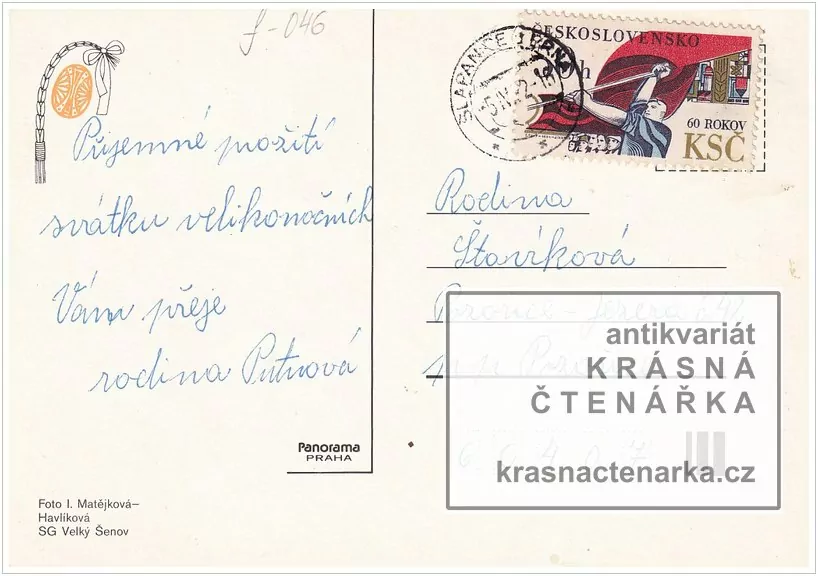 f-046
Příjemné prožití
svátku velikonočních
Vám přeje
rodina Putnová
Panorama
PRAHA
Foto I. Matějková–
Havlíková
SG Velký Šenov
ČESKOSLOVENSKO
h
60 ROKOV
KSČ
Rodina
Šťavíková
antikvariát
KRÁSNÁ
ČTENÁŘKA
krasnactenarka.cz